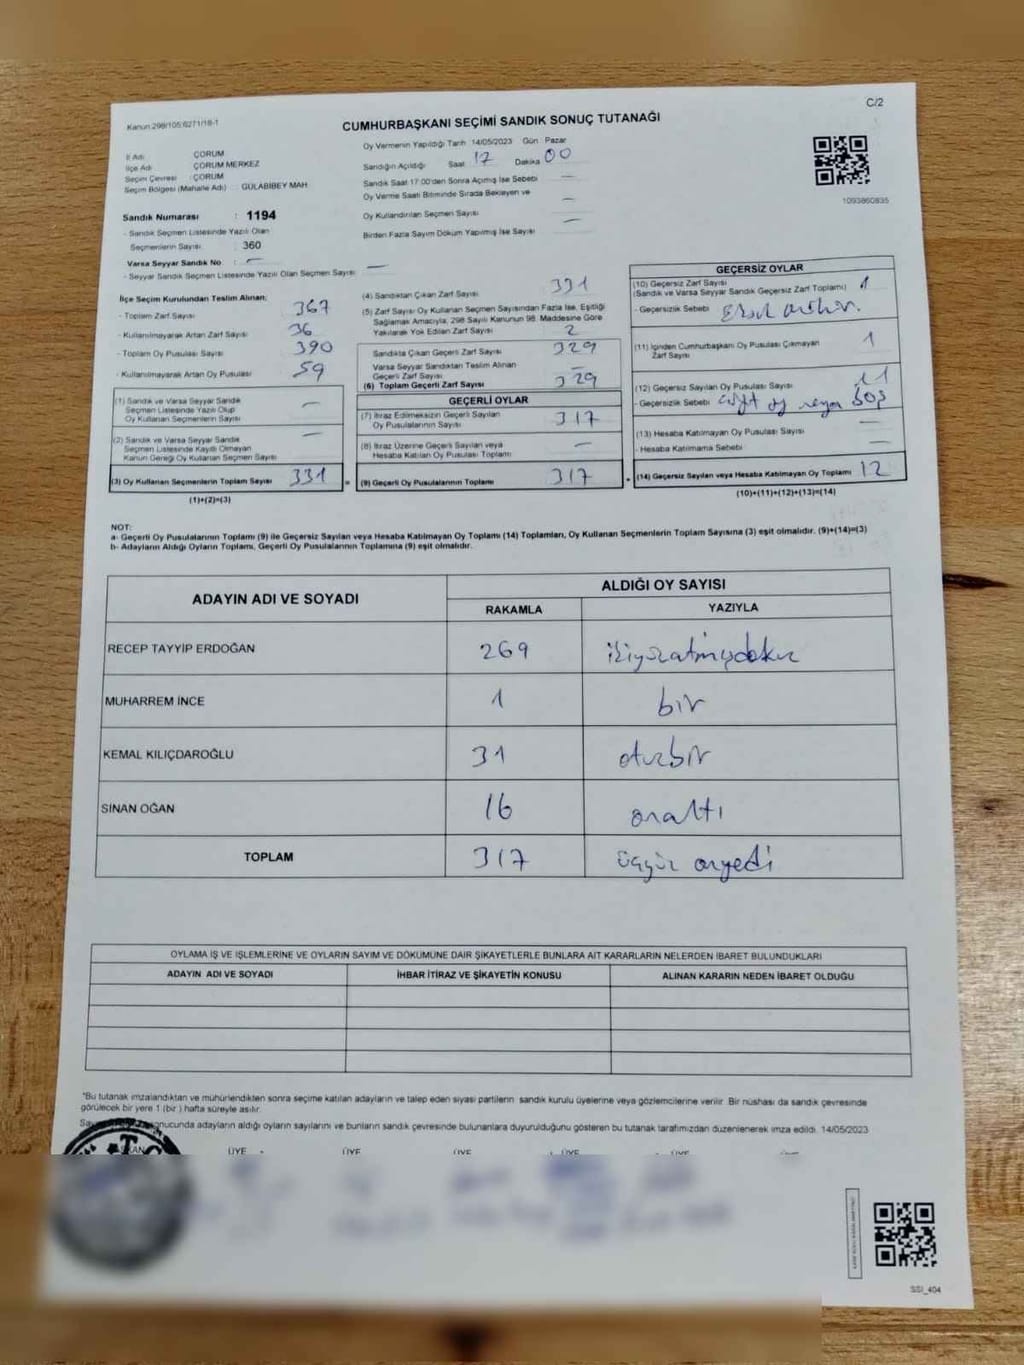 C/2
Kanun:298/105;6271/18-1
CUMHURBAŞKANI SEÇİMİ SANDIK SONUÇ TUTANAĞI
İl Adı : ÇORUM
İlçe Adı : ÇORUM MERKEZ
Seçim Çevresi : ÇORUM
Seçim Bölgesi (Mahalle Adı) : GÜLABİBEY MAH.
Oy Vermenin Yapıldığı Tarih 14/05/2023 Gün Pazar
Sandığın Açıldığı Saat 17 Dakika 00
Sandık Saat 17:00'den Sonra Açılmış İse Sebebi —
Oy Verme Saati Bitiminde Sırada Bekleyen ve
Oy Kullandırılan Seçmen Sayısı —
Birden Fazla Sayım Döküm Yapılmış İse Sayısı —
1093860835
Sandık Numarası : 1194
- Sandık Seçmen Listesinde Yazılı Olan
Seçmenlerin Sayısı : 360
Varsa Seyyar Sandık No : —
- Seyyar Sandık Seçmen Listesinde Yazılı Olan Seçmen Sayısı : —
İlçe Seçim Kurulundan Teslim Alınan;
- Toplam Zarf Sayısı 367
- Kullanılmayarak Artan Zarf Sayısı 36
- Toplam Oy Pusulası Sayısı 390
- Kullanılmayarak Artan Oy Pusulası 59
(1) Sandık ve Varsa Seyyar Sandık
Seçmen Listesinde Yazılı Olup
Oy Kullanan Seçmenlerin Sayısı —
(2) Sandık ve Varsa Seyyar Sandık
Seçmen Listesinde Kayıtlı Olmayan
Kanun Gereği Oy Kullanan Seçmen Sayısı —
(3) Oy Kullanan Seçmenlerin Toplam Sayısı 331
(1)+(2)=(3)
(4) Sandıktan Çıkan Zarf Sayısı 331
(5) Zarf Sayısı Oy Kullanan Seçmen Sayısından Fazla İse, Eşitliği
Sağlamak Amacıyla, 298 Sayılı Kanunun 98. Maddesine Göre
Yakılarak Yok Edilen Zarf Sayısı 2
Sandıkta Çıkan Geçerli Zarf Sayısı 329
Varsa Seyyar Sandıktan Teslim Alınan
Geçerli Zarf Sayısı —
(6) Toplam Geçerli Zarf Sayısı 329
GEÇERLİ OYLAR
(7) İtiraz Edilmeksizin Geçerli Sayılan
Oy Pusulalarının Sayısı 317
(8) İtiraz Üzerine Geçerli Sayılan veya
Hesaba Katılan Oy Pusulası Toplamı —
(9) Geçerli Oy Pusulalarının Toplamı 317
GEÇERSİZ OYLAR
(10) Geçersiz Zarf Sayısı 1
(Sandık ve Varsa Seyyar Sandık Geçersiz Zarf Toplamı)
- Geçersizlik Sebebi
(11) İçinden Cumhurbaşkanı Oy Pusulası Çıkmayan
Zarf Sayısı 1
(12) Geçersiz Sayılan Oy Pusulası Sayısı 11
- Geçersizlik Sebebi çift oy veya boş
(13) Hesaba Katılmayan Oy Pusulası Sayısı —
- Hesaba Katılmama Sebebi —
(14) Geçersiz Sayılan veya Hesaba Katılmayan Oy Toplamı 12
(10)+(11)+(12)+(13)=(14)
NOT:
a- Geçerli Oy Pusulalarının Toplamı (9) ile Geçersiz Sayılan veya Hesaba Katılmayan Oy Toplamı (14) Toplamları, Oy Kullanan Seçmenlerin Toplam Sayısına (3) eşit olmalıdır. (9)+(14)=(3)
b- Adayların Aldığı Oyların Toplamı, Geçerli Oy Pusulalarının Toplamına (9) eşit olmalıdır.
ADAYIN ADI VE SOYADI
ALDIĞI OY SAYISI
RAKAMLA YAZIYLA
RECEP TAYYİP ERDOĞAN 269 ikiyüzatmışdokuz
MUHARREM İNCE 1 bir
KEMAL KILIÇDAROĞLU 31 otuzbir
SİNAN OĞAN 16 onaltı
TOPLAM 317 üçyüz onyedi
OYLAMA İŞ VE İŞLEMLERİNE VE OYLARIN SAYIM VE DÖKÜMÜNE DAİR ŞİKAYETLERLE BUNLARA AİT KARARLARIN NELERDEN İBARET BULUNDUKLARI
ADAYIN ADI VE SOYADI İHBAR İTİRAZ VE ŞİKAYETİN KONUSU ALINAN KARARIN NEDEN İBARET OLDUĞU
*Bu tutanak imzalandıktan ve mühürlendikten sonra seçime katılan adayların ve talep eden siyasi partilerin sandık kurulu üyelerine veya gözlemcilerine verilir. Bir nüshası da sandık çevresinde
görülecek bir yere 1 (bir) hafta süreyle asılır.
sonucunda adayların aldığı oyların sayılarını ve bunların sandık çevresinde bulunanlara duyurulduğunu gösteren bu tutanak tarafımızdan düzenlenerek imza edildi. 14/05/2023
ÜYE ÜYE ÜYE ÜYE ÜYE
SSI_404